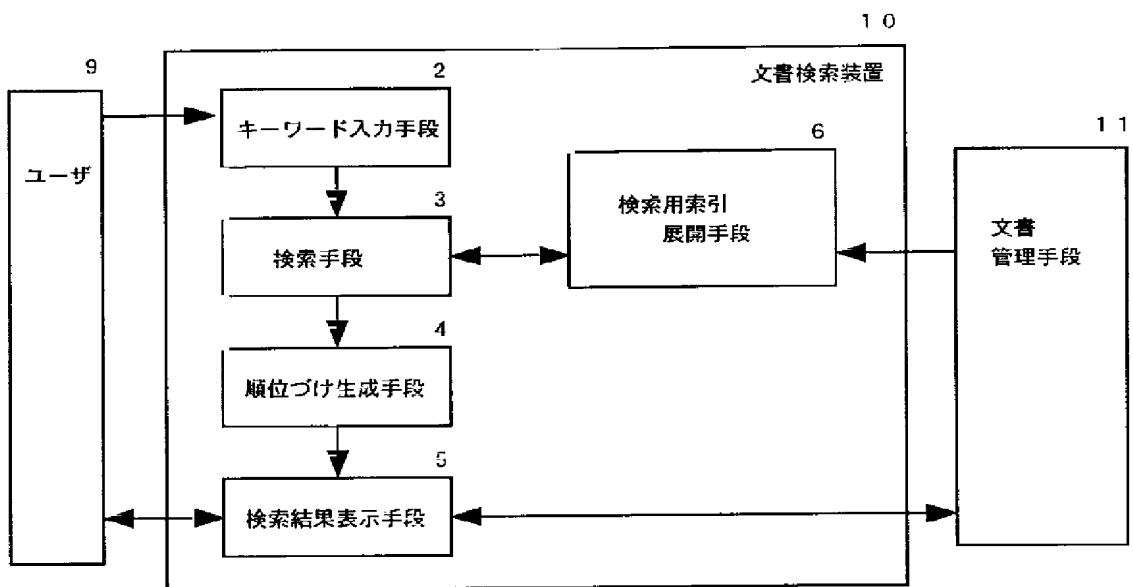 10
文書検索装置
9
ユーザ
2
キーワード入力手段
3
検索手段
4
順位づけ生成手段
5
検索結果表示手段
6
検索用索引
展開手段
11
文書
管理手段